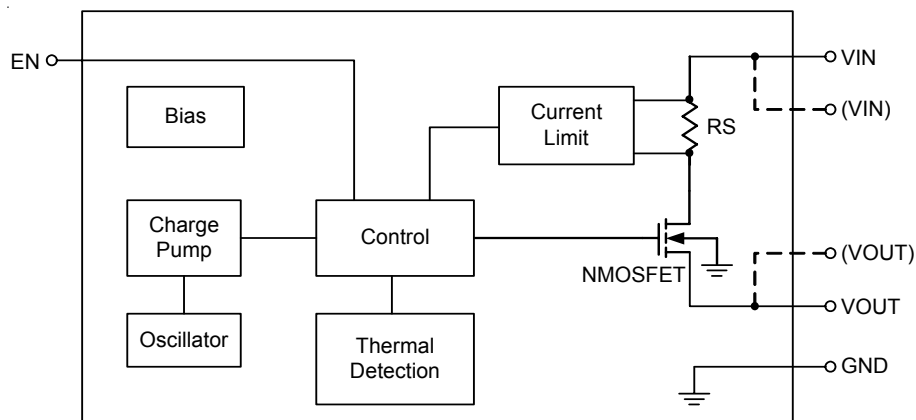 EN
VIN
(VIN)
Bias
Current
Limit
RS
Charge
Pump
Control
NMOSFET
(VOUT)
VOUT
Oscillator
Thermal
Detection
GND